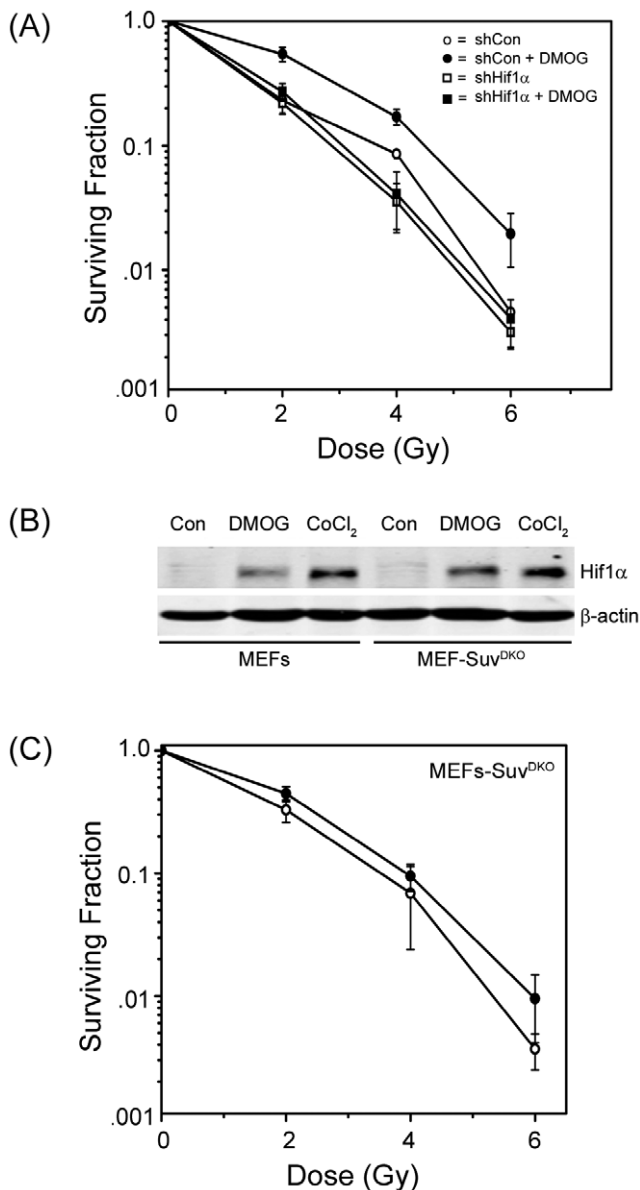 (A)
1.0
0.1
.01
.001
Surviving Fraction
○ = shCon
● = shCon + DMOG
□ = shHif1α
■ = shHif1α + DMOG
0 2 4 6
Dose (Gy)
(B)
Con DMOG CoCl₂ Con DMOG CoCl₂
Hif1α
β-actin
MEFs MEF-Suvᴰᴷᴼ
(C)
MEFs-Suvᴰᴷᴼ
1.0
0.1
.01
.001
Surviving Fraction
0 2 4 6
Dose (Gy)